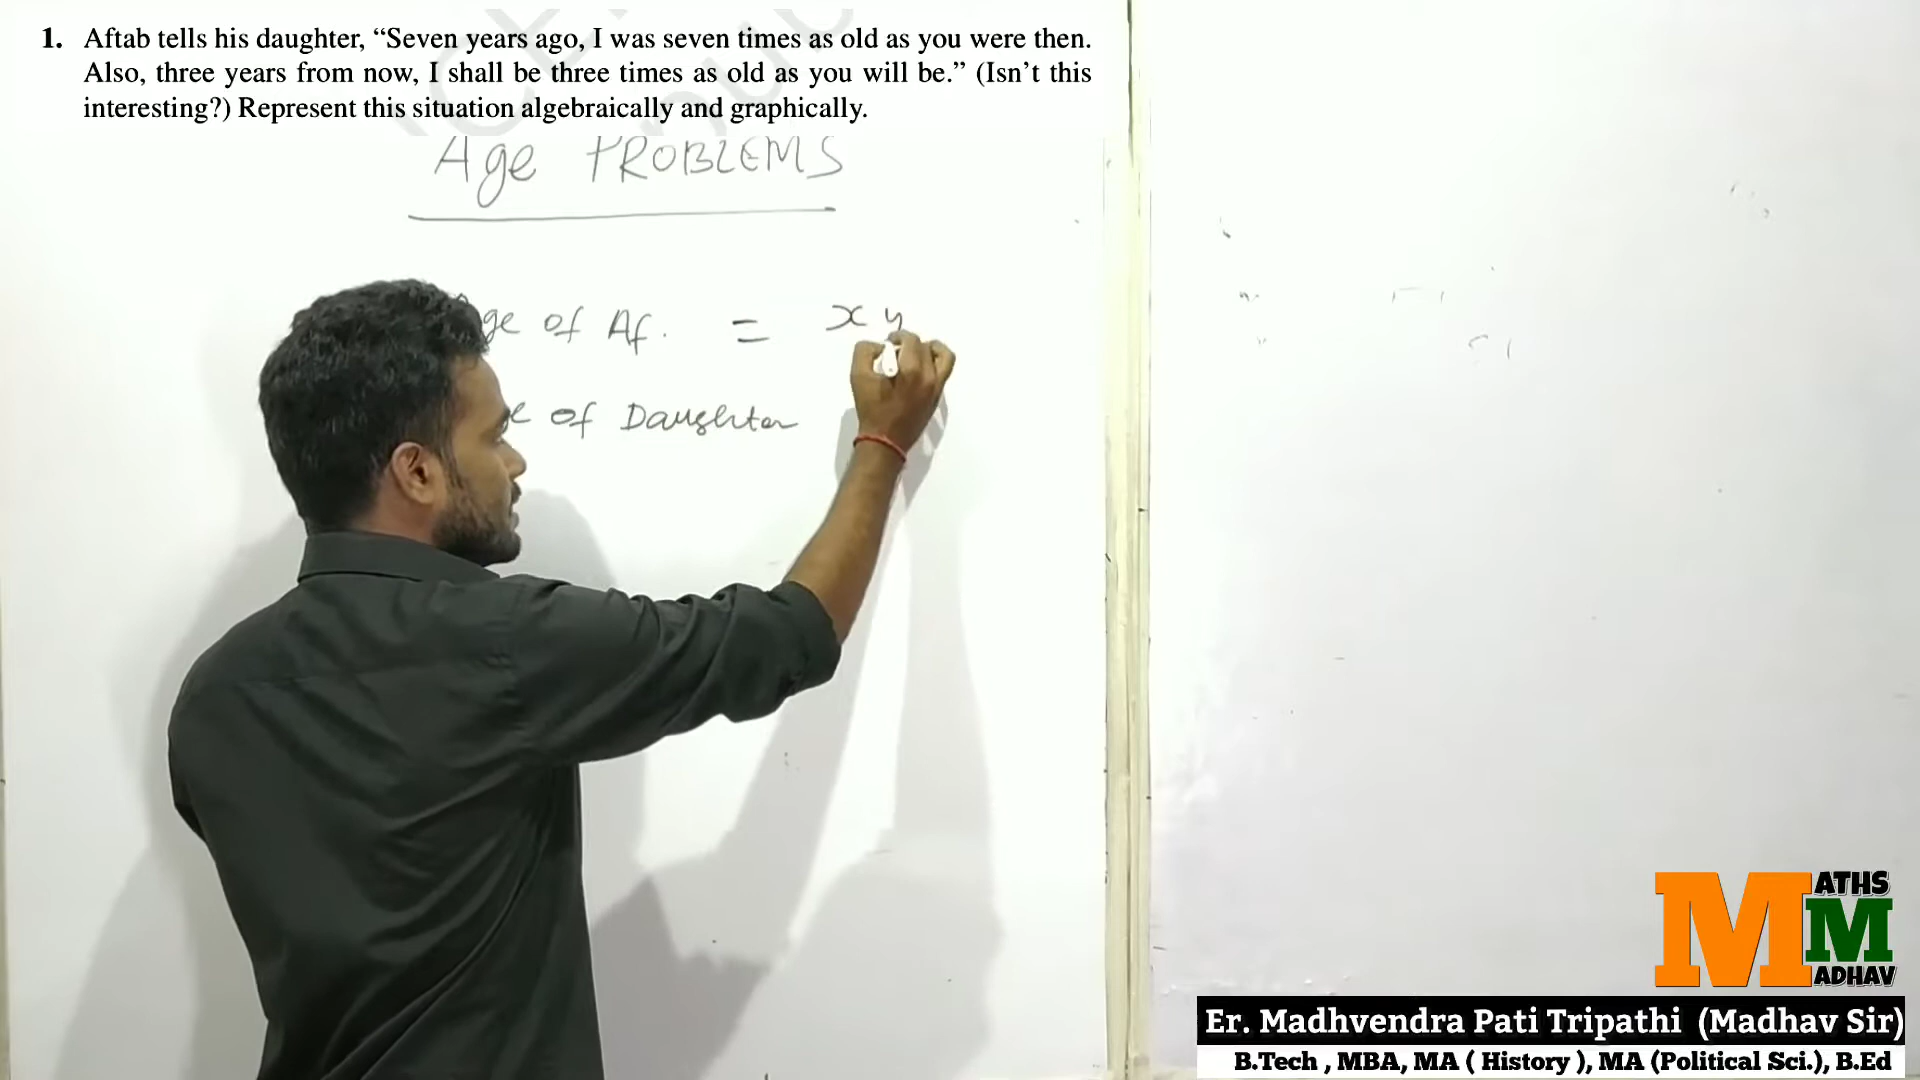 1. Aftab tells his daughter, “Seven years ago, I was seven times as old as you were then.
Also, three years from now, I shall be three times as old as you will be.” (Isn’t this
interesting?) Represent this situation algebraically and graphically.
Age PROBLEMS
ge of Af. = x y
e of Daughter
MATHS
MADHAV
Er. Madhvendra Pati Tripathi (Madhav Sir)
B.Tech , MBA, MA ( History ), MA (Political Sci.), B.Ed